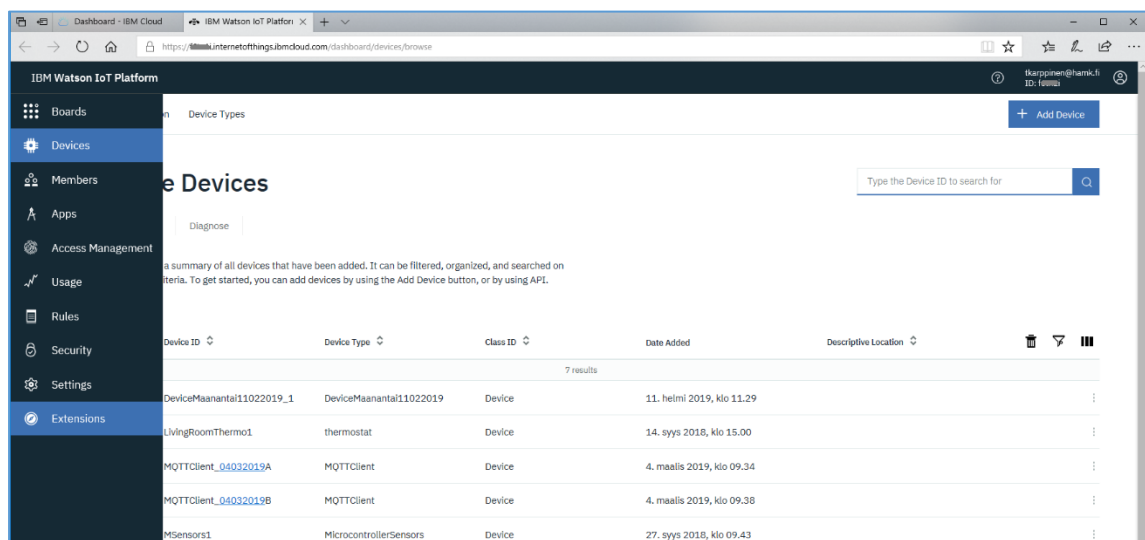 Dashboard - IBM Cloud
IBM Watson IoT Platforn
internetofthings.ibmcloud.com/dashboard/devices/browse
IBM Watson IoT Platform
tkarppinen@hamk.fi
ID:
Boards
n
Device Types
+ Add Device
Devices
Members
e Devices
Type the Device ID to search for
Apps
Diagnose
Access Management
a summary of all devices that have been added. It can be filtered, organized, and searched on
iteria. To get started, you can add devices by using the Add Device button, or by using API.
Usage
Rules
Security
Device ID
Device Type
Class ID
Date Added
Descriptive Location
7 results
Settings
DeviceMaanantai11022019_1 DeviceMaanantai11022019 Device 11. helmi 2019, klo 11.29
Extensions
LivingRoomThermo1 thermostat Device 14. syys 2018, klo 15.00
MQTTClient_04032019A MQTTClient Device 4. maalis 2019, klo 09.34
MQTTClient_04032019B MQTTClient Device 4. maalis 2019, klo 09.38
MSensors1 MicrocontrollerSensors Device 27. syys 2018, klo 09.43